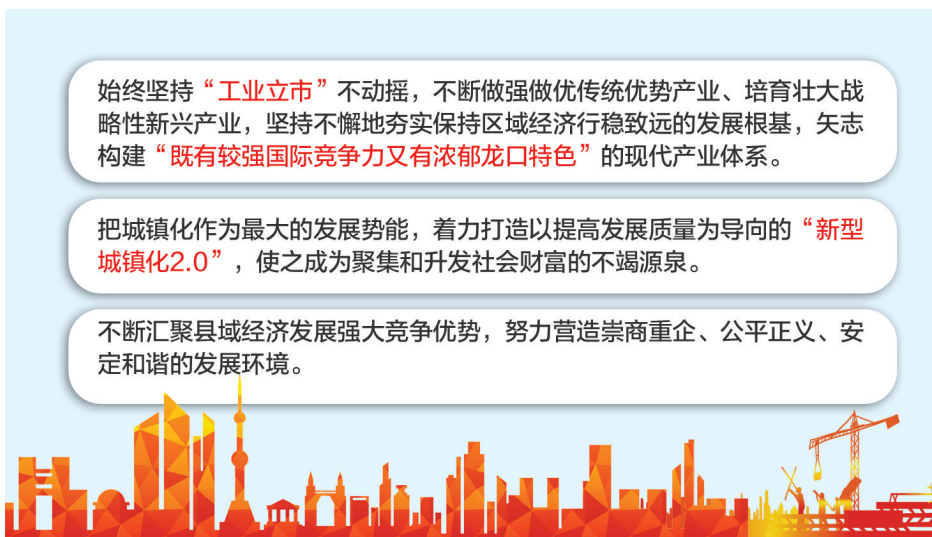 始终坚持“工业立市”不动摇，不断做强做优传统优势产业、培育壮大战
略性新兴产业，坚持不懈地夯实保持区域经济行稳致远的发展根基，矢志
构建“既有较强国际竞争力又有浓郁龙口特色”的现代产业体系。
把城镇化作为最大的发展势能，着力打造以提高发展质量为导向的“新型
城镇化2.0”，使之成为聚集和升发社会财富的不竭源泉。
不断汇聚县域经济发展强大竞争优势，努力营造崇商重企、公平正义、安
定和谐的发展环境。